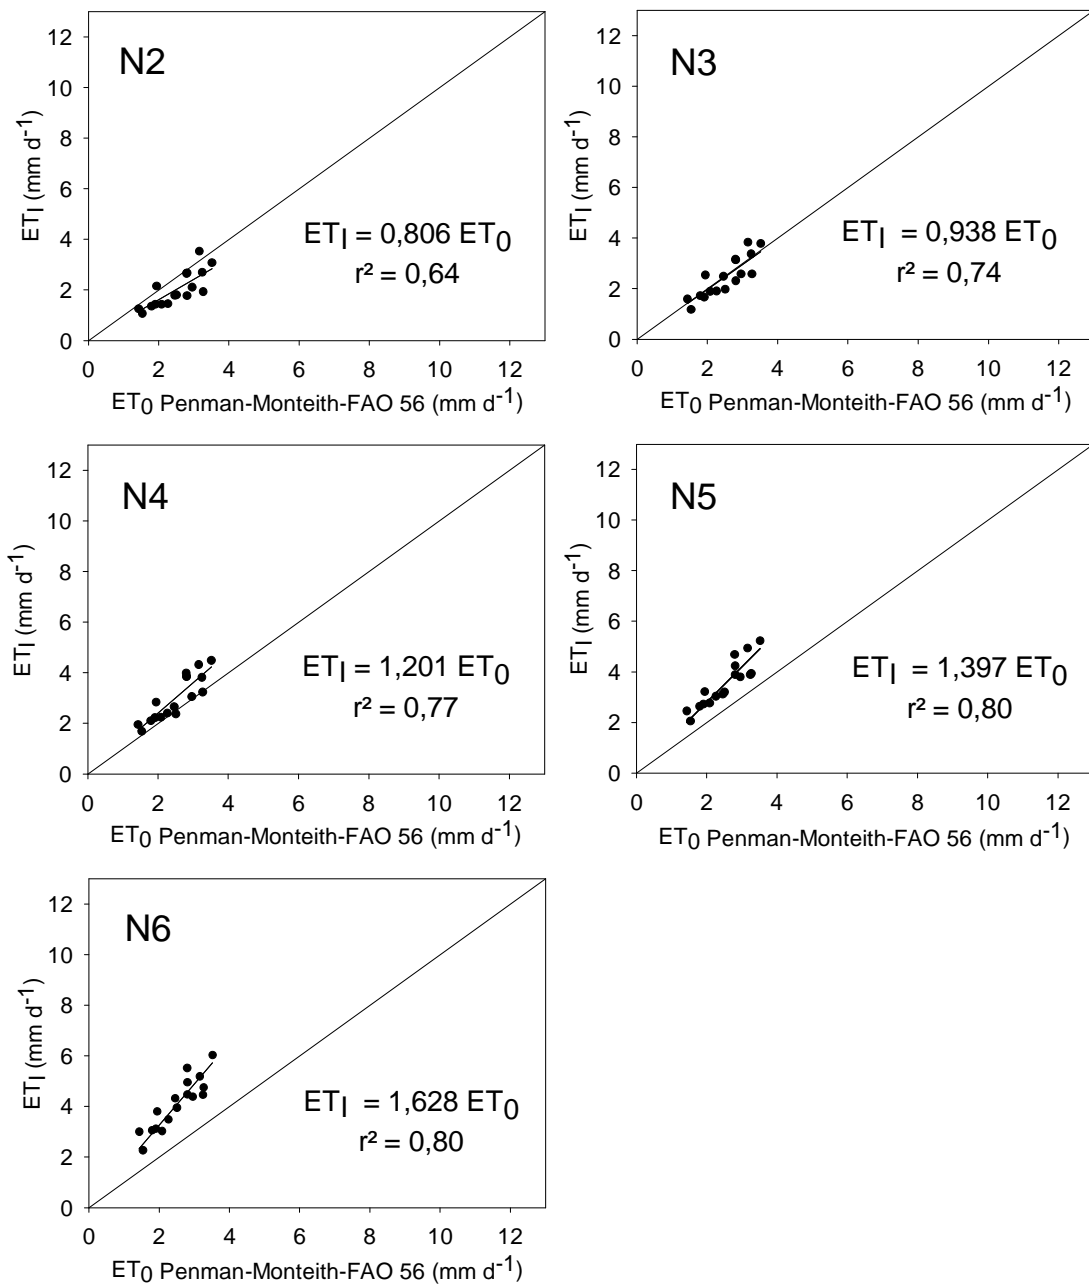 N2
ETI (mm d-1)
12
10
8
6
4
2
0
ETI = 0,806 ET0
r² = 0,64
0 2 4 6 8 10 12
ET0 Penman-Monteith-FAO 56 (mm d-1)
N3
ETI (mm d-1)
12
10
8
6
4
2
0
ETI = 0,938 ET0
r² = 0,74
0 2 4 6 8 10 12
ET0 Penman-Monteith-FAO 56 (mm d-1)
N4
ETI (mm d-1)
12
10
8
6
4
2
0
ETI = 1,201 ET0
r² = 0,77
0 2 4 6 8 10 12
ET0 Penman-Monteith-FAO 56 (mm d-1)
N5
ETI (mm d-1)
12
10
8
6
4
2
0
ETI = 1,397 ET0
r² = 0,80
0 2 4 6 8 10 12
ET0 Penman-Monteith-FAO 56 (mm d-1)
N6
ETI (mm d-1)
12
10
8
6
4
2
0
ETI = 1,628 ET0
r² = 0,80
0 2 4 6 8 10 12
ET0 Penman-Monteith-FAO 56 (mm d-1)